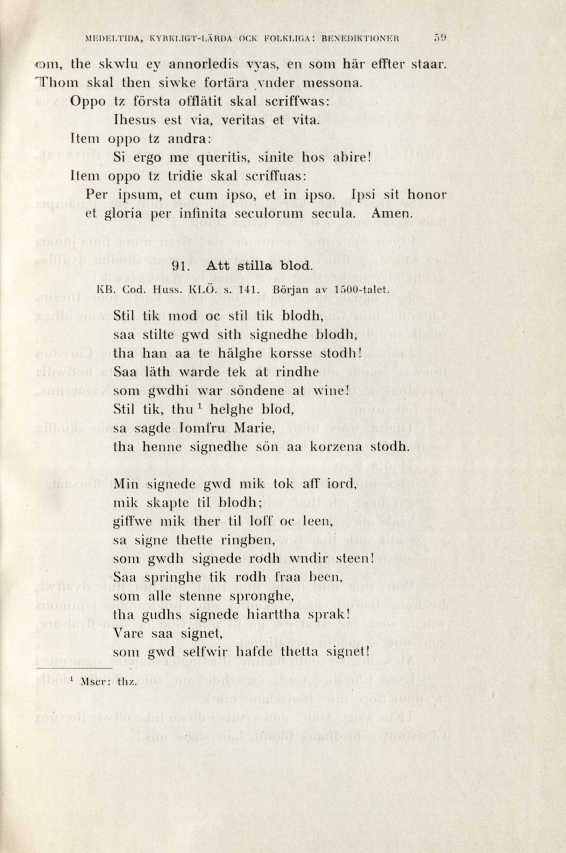 MEDELTIDA, KYRKLIGT-LÄRDA OCK FOLKLIGA: BENEDIKTIONER 59
om, the skwlu ey annorledis vyas, en som här effter staar.
Thom skal then siwke fortära vnder messona.
Oppo tz första offlätit skal scriffwas:
Ihesus est via, veritas et vita.
Item oppo tz andra:
Si ergo me queritis, sinite hos abire!
Item oppo tz tridie skal scriffuas:
Per ipsum, et cum ipso, et in ipso. Ipsi sit honor
et gloria per infinita seculorum secula. Amen.
91. Att stilla blod.
KB. Cod. Huss. KLÖ. s. 141. Början av 1500-talet.
Stil tik mod oc stil tik blodh,
saa stilte gwd sith signedhe blodh,
tha han aa te hälghe korsse stodh!
Saa läth warde tek at rindhe
som gwdhi war söndene at wine!
Stil tik, thu ¹ helghe blod,
sa sagde Iomfru Marie,
tha henne signedhe sön aa korzena stodh.
Min signede gwd mik tok aff iord,
mik skapte til blodh;
giffwe mik ther til loff oc leen,
sa signe thette ringben,
som gwdh signede rodh wndir steen!
Saa springhe tik rodh fraa been,
som alle stenne spronghe,
tha gudhs signede hiarttha sprak!
Vare saa signet,
som gwd selfwir hafde thetta signet!
¹ Mscr: thz.